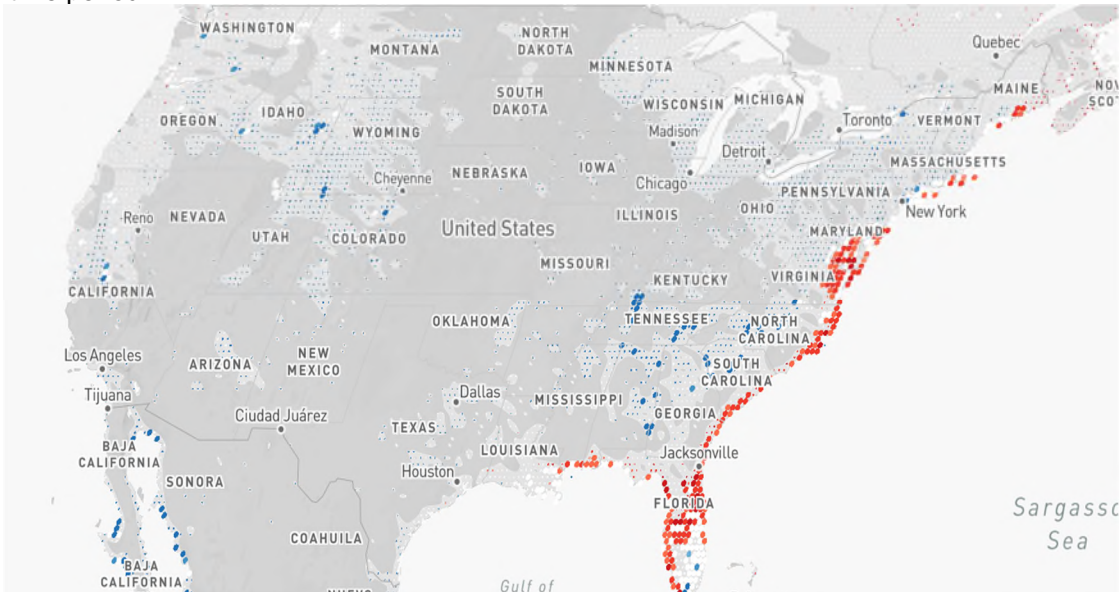 WASHINGTON
MONTANA
NORTH
DAKOTA
MINNESOTA
Quebec
MAINE
SOUTH
DAKOTA
WISCONSIN
MICHIGAN
OREGON
IDAHO
WYOMING
Madison
Toronto
VERMONT
Detroit
MASSACHUSETTS
Cheyenne
NEBRASKA
IOWA
Chicago
PENNSYLVANIA
Reno
NEVADA
ILLINOIS
OHIO
New York
United States
UTAH
COLORADO
MARYLAND
MISSOURI
KENTUCKY
VIRGINIA
CALIFORNIA
OKLAHOMA
TENNESSEE
NORTH
CAROLINA
Los Angeles
ARIZONA
NEW
MEXICO
SOUTH
CAROLINA
Tijuana
Dallas
MISSISSIPPI
Ciudad Juárez
GEORGIA
TEXAS
BAJA
CALIFORNIA
LOUISIANA
Jacksonville
SONORA
Houston
FLORIDA
Sargasso
Sea
COAHUILA
BAJA
CALIFORNIA
Gulf of